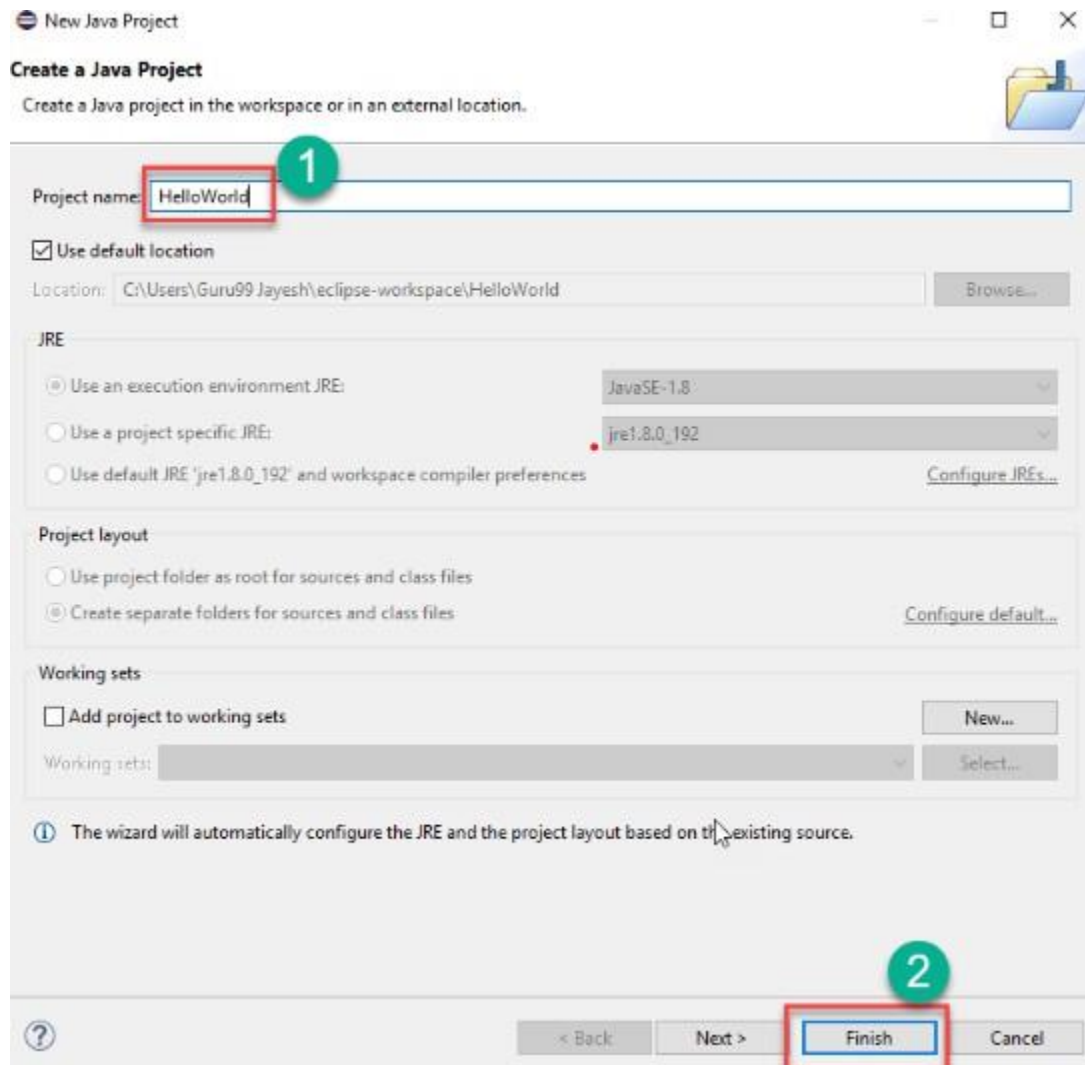 New Java Project
Create a Java Project
Create a Java project in the workspace or in an external location.
1
Project name: HelloWorld
Use default location
Location: C:\Users\Guru99 Jayesh\eclipse-workspace\HelloWorld Browse...
JRE
Use an execution environment JRE: JavaSE-1.8
Use a project specific JRE: jre1.8.0_192
Use default JRE 'jre1.8.0_192' and workspace compiler preferences Configure JREs...
Project layout
Use project folder as root for sources and class files
Create separate folders for sources and class files Configure default...
Working sets
Add project to working sets New...
Working sets: Select...
The wizard will automatically configure the JRE and the project layout based on the existing source.
2
? < Back Next > Finish Cancel